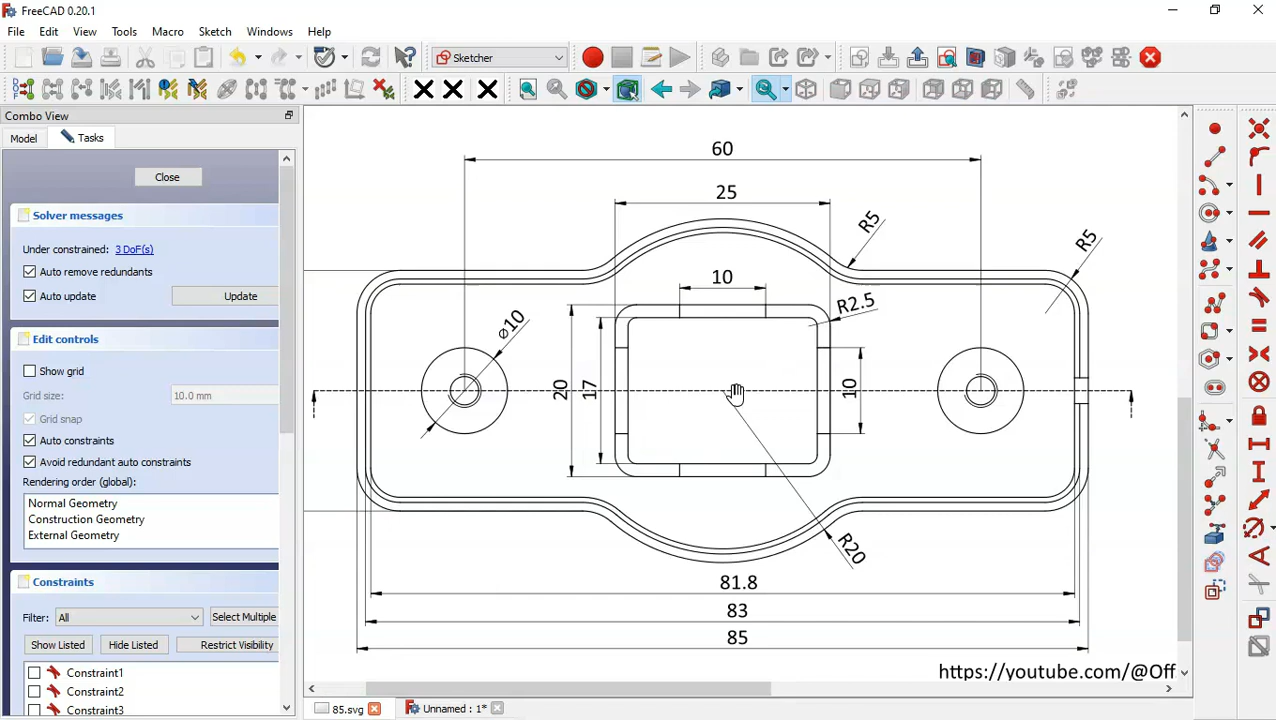 FreeCAD 0.20.1
File Edit View Tools Macro Sketch Windows Help
Sketcher
Combo View
Model Tasks
Close
Solver messages
Under constrained: 3 DoF(s)
Auto remove redundants
Auto update Update
Edit controls
Show grid
Grid size: 10.0 mm
Grid snap
Auto constraints
Avoid redundant auto constraints
Rendering order (global):
Normal Geometry
Construction Geometry
External Geometry
Constraints
Filter: All Select Multiple
Show Listed Hide Listed Restrict Visibility
Constraint1
Constraint2
Constraint3
60
25
R5
R5
10
R2.5
⌀10
20
17
10
R20
81.8
83
85
https://youtube.com/@Off
85.svg Unnamed : 1*